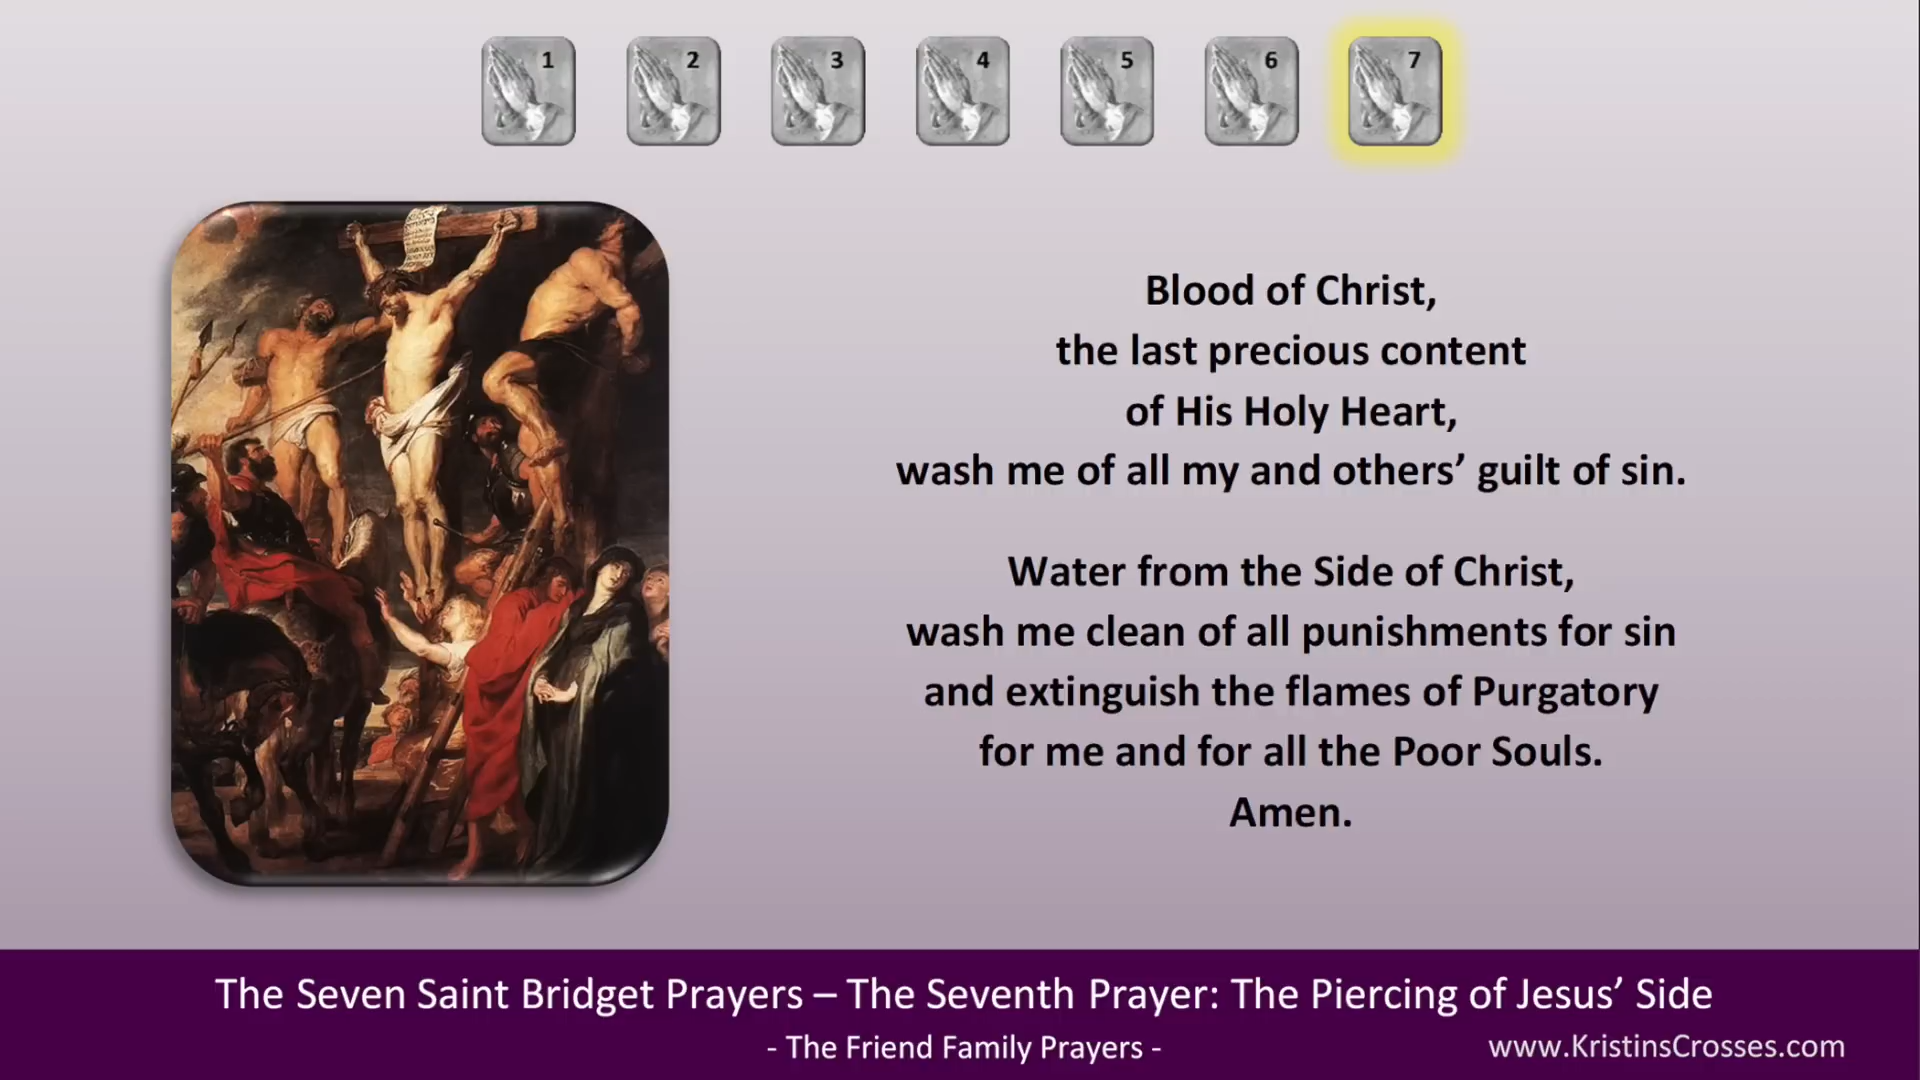 1 2 3 4 5 6 7
Blood of Christ,
the last precious content
of His Holy Heart,
wash me of all my and others’ guilt of sin.
Water from the Side of Christ,
wash me clean of all punishments for sin
and extinguish the flames of Purgatory
for me and for all the Poor Souls.
Amen.
The Seven Saint Bridget Prayers – The Seventh Prayer: The Piercing of Jesus’ Side
- The Friend Family Prayers -
www.KristinsCrosses.com